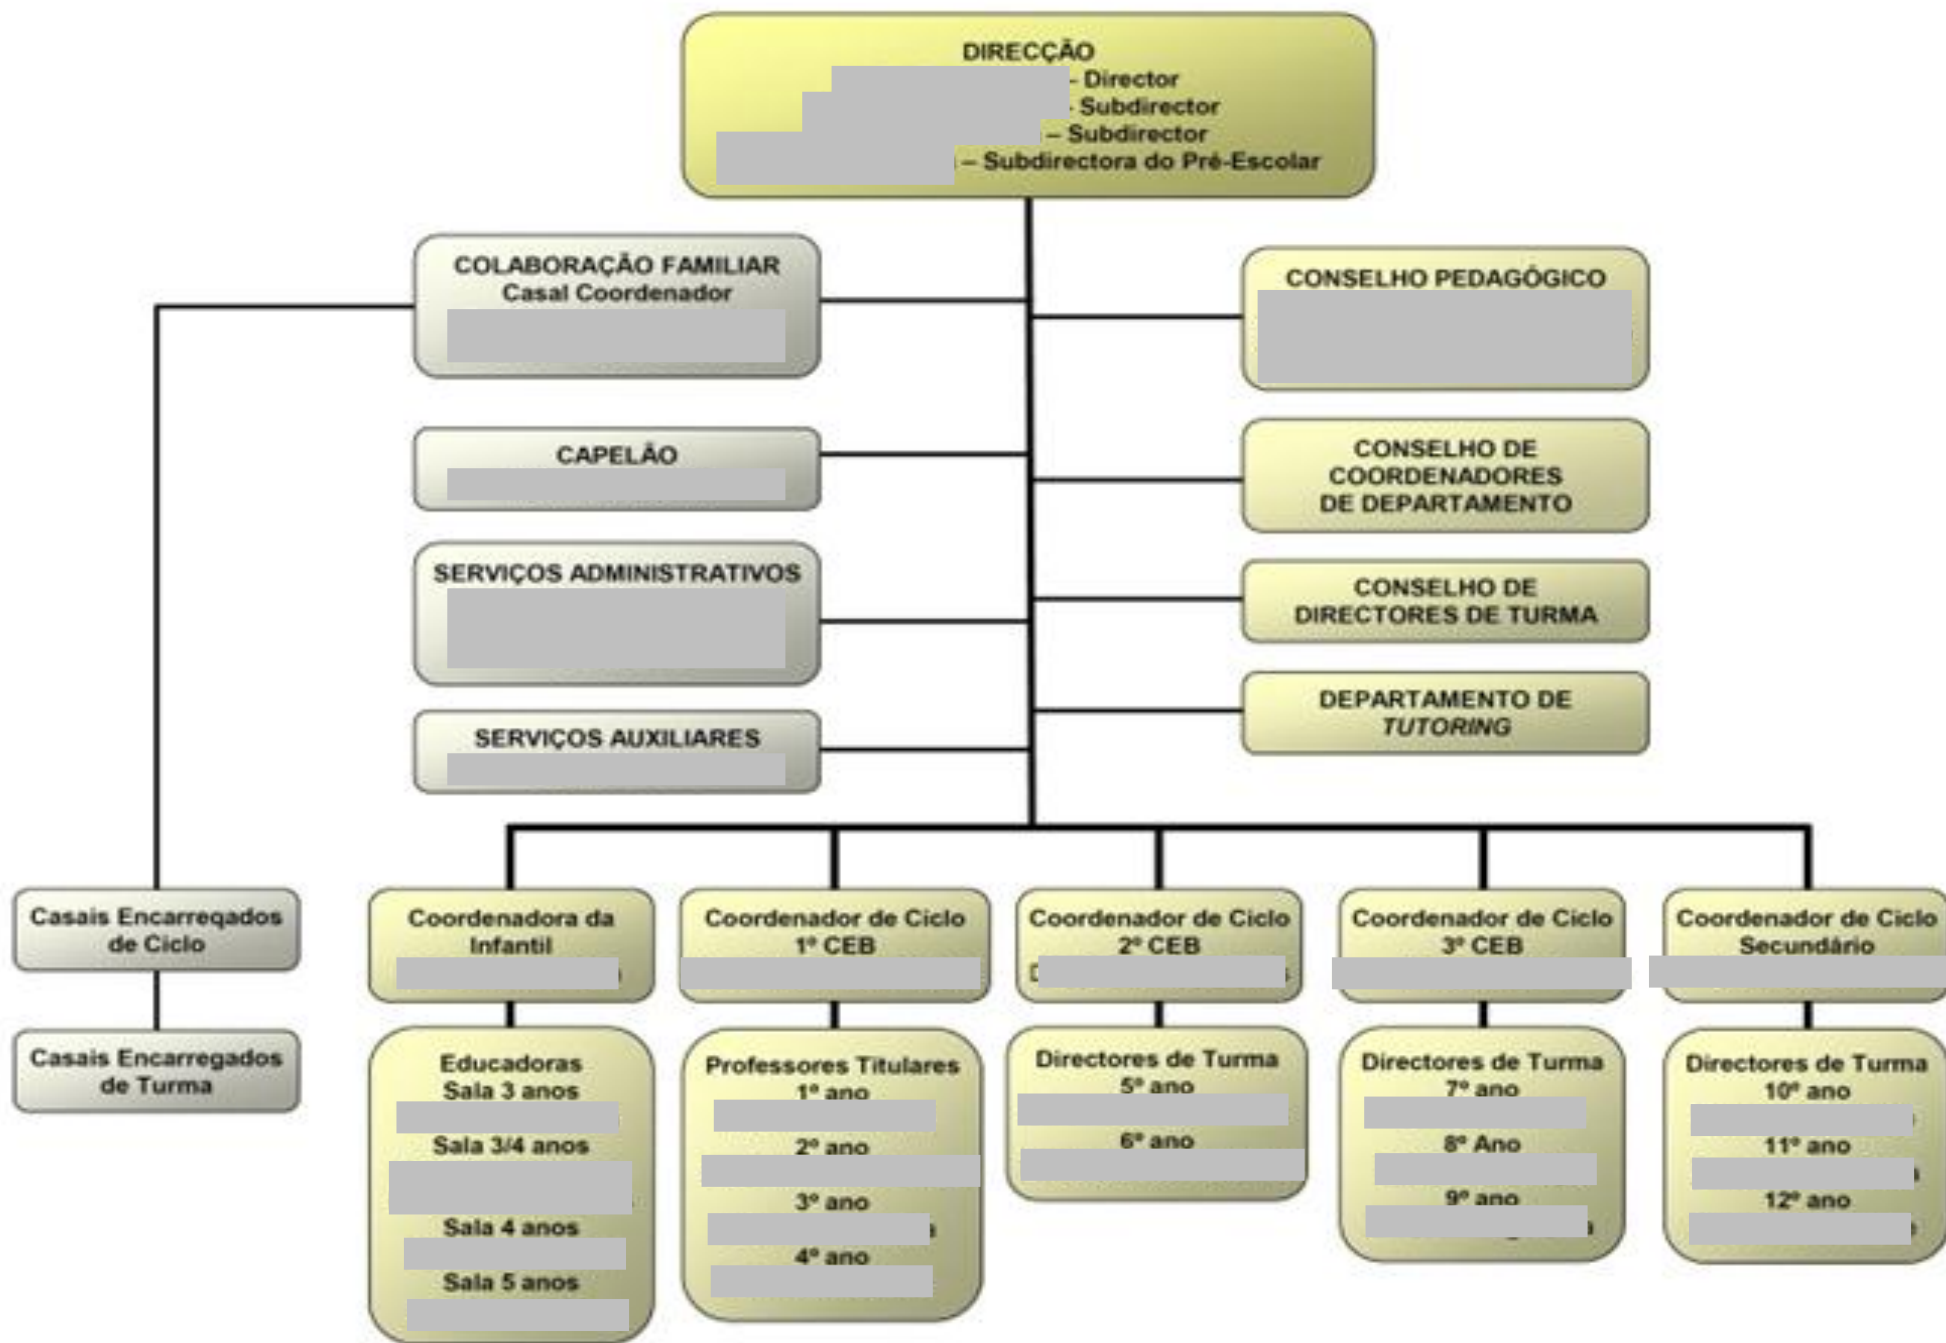 DIRECÇÃO
- Director
- Subdirector
– Subdirector
– Subdirectora do Pré-Escolar
COLABORAÇÃO FAMILIAR
Casal Coordenador
CONSELHO PEDAGÓGICO
CAPELÃO
CONSELHO DE
COORDENADORES
DE DEPARTAMENTO
SERVIÇOS ADMINISTRATIVOS
CONSELHO DE
DIRECTORES DE TURMA
SERVIÇOS AUXILIARES
DEPARTAMENTO DE
TUTORING
Casais Encarregados
de Ciclo
Coordenadora da
Infantil
Coordenador de Ciclo
1º CEB
Coordenador de Ciclo
2º CEB
Coordenador de Ciclo
3º CEB
Coordenador de Ciclo
Secundário
Casais Encarregados
de Turma
Educadoras
Sala 3 anos
Sala 3/4 anos
Sala 4 anos
Sala 5 anos
Professores Titulares
1º ano
2º ano
3º ano
4º ano
Directores de Turma
5º ano
6º ano
Directores de Turma
7º ano
8º Ano
9º ano
Directores de Turma
10º ano
11º ano
12º ano